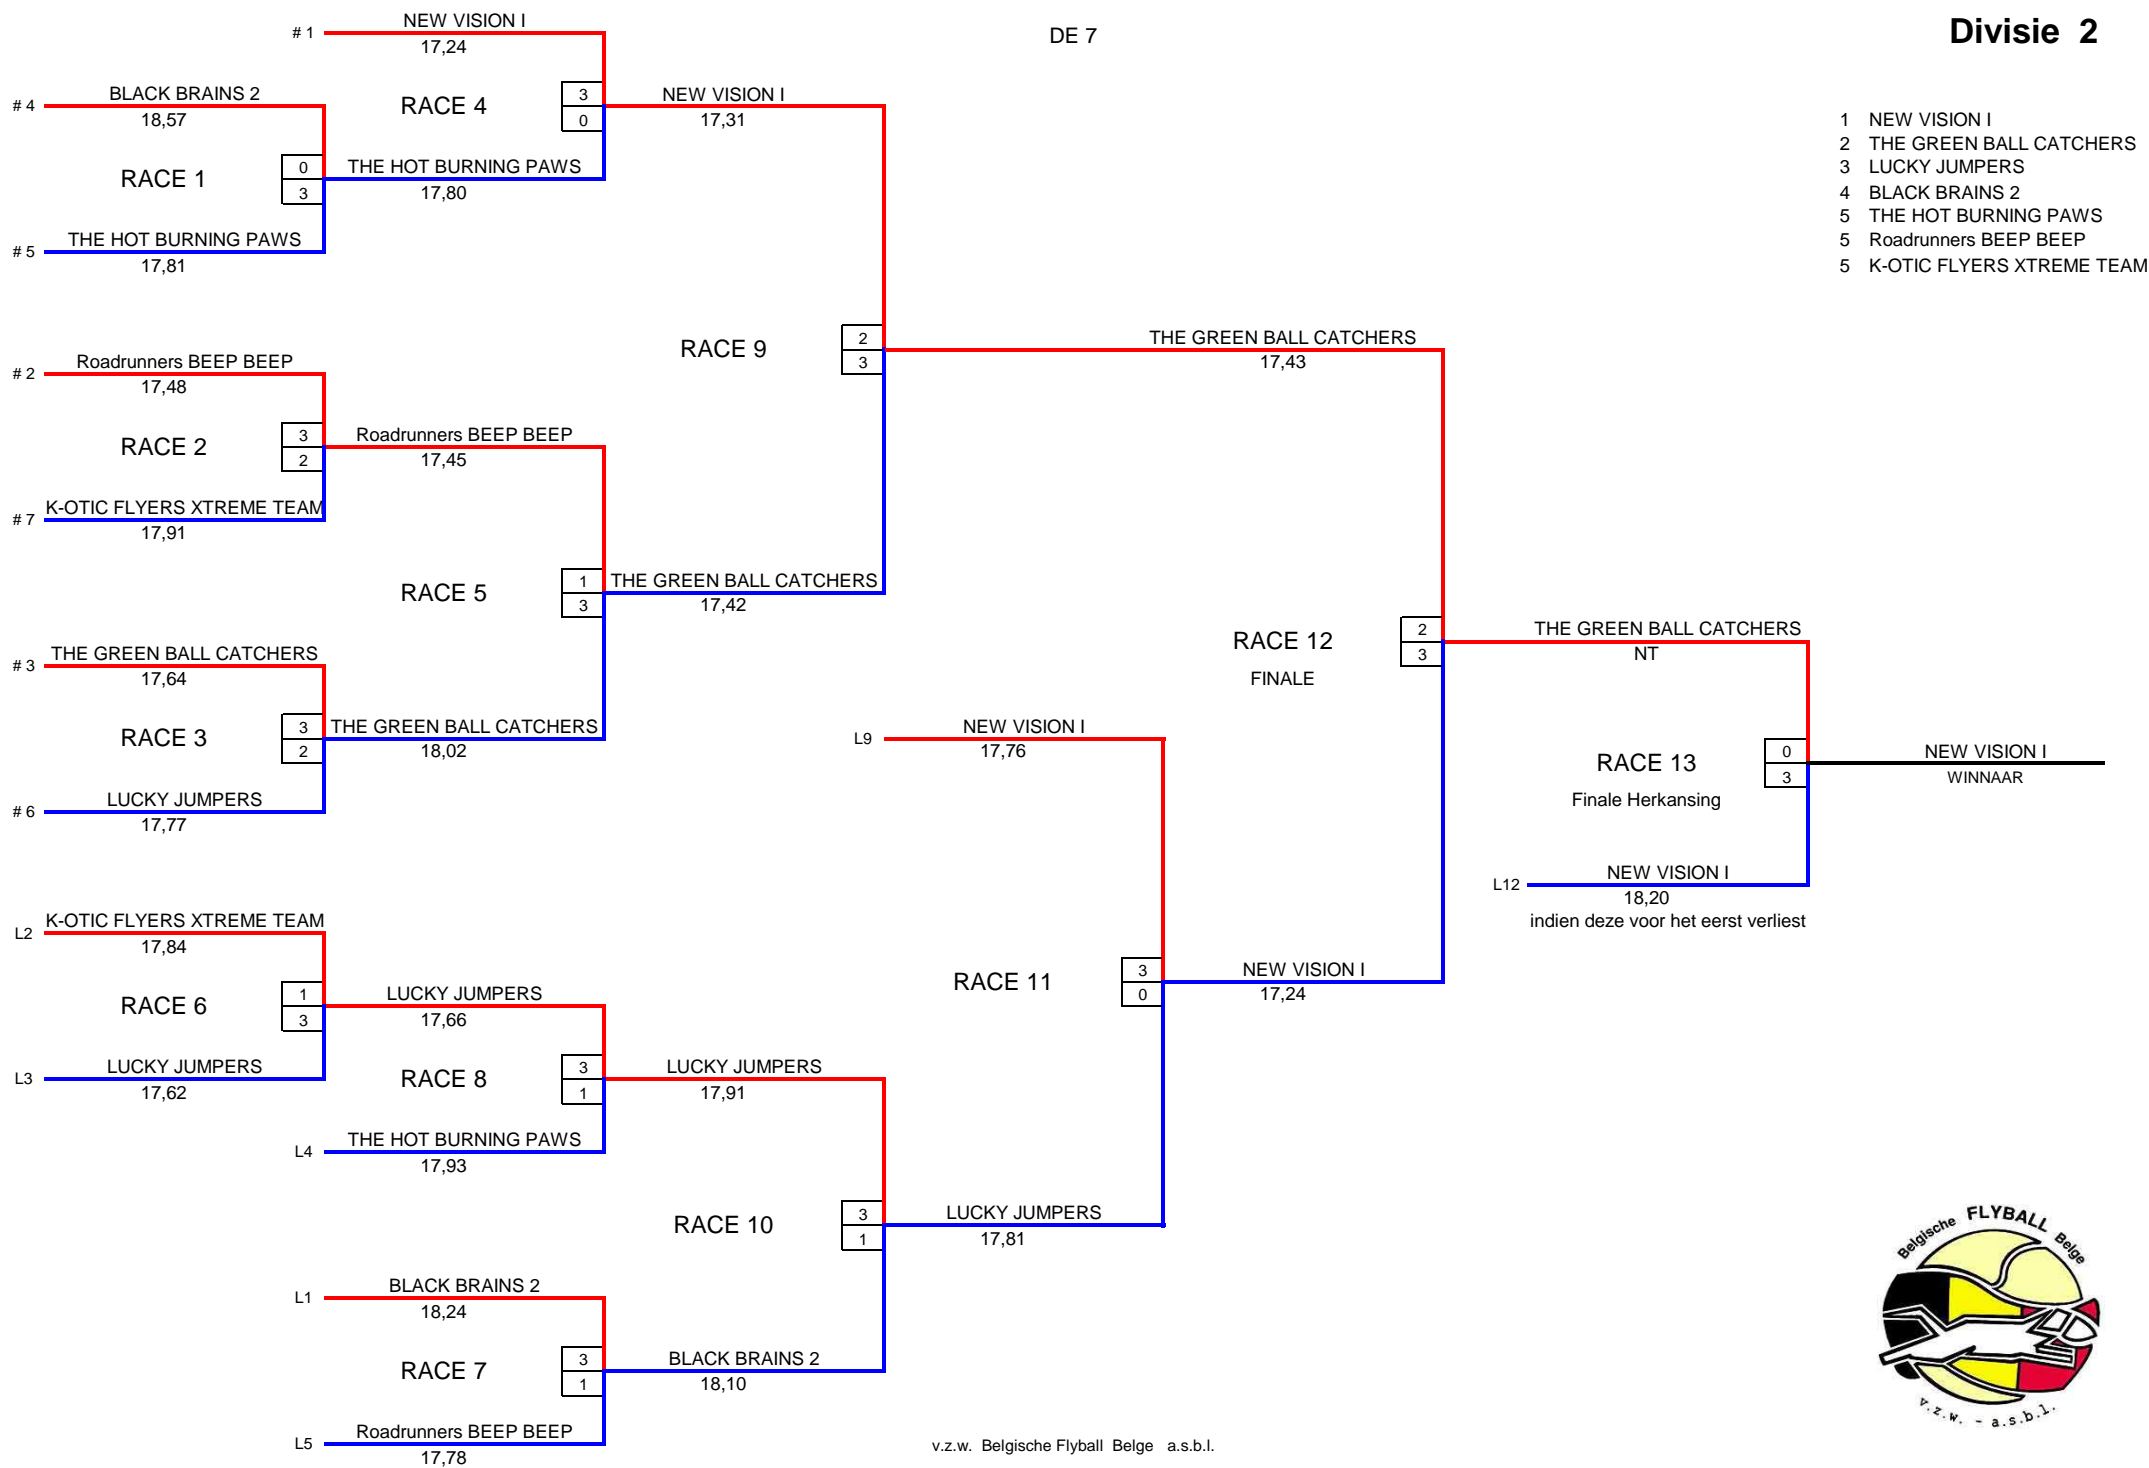 DE 7
Divisie 2
1 NEW VISION I
2 THE GREEN BALL CATCHERS
3 LUCKY JUMPERS
4 BLACK BRAINS 2
5 THE HOT BURNING PAWS
5 Roadrunners BEEP BEEP
5 K-OTIC FLYERS XTREME TEAM
# 1 NEW VISION I
17,24
# 4 BLACK BRAINS 2
18,57
RACE 4
3
0
NEW VISION I
17,31
RACE 1
0
3
THE HOT BURNING PAWS
17,80
# 5 THE HOT BURNING PAWS
17,81
RACE 9
2
3
THE GREEN BALL CATCHERS
17,43
# 2 Roadrunners BEEP BEEP
17,48
RACE 2
3
2
Roadrunners BEEP BEEP
17,45
# 7 K-OTIC FLYERS XTREME TEAM
17,91
RACE 5
1
3
THE GREEN BALL CATCHERS
17,42
# 3 THE GREEN BALL CATCHERS
17,64
RACE 3
3
2
THE GREEN BALL CATCHERS
18,02
# 6 LUCKY JUMPERS
17,77
RACE 12
FINALE
2
3
THE GREEN BALL CATCHERS
NT
L9 NEW VISION I
17,76
RACE 13
Finale Herkansing
0
3
NEW VISION I
WINNAAR
L12 NEW VISION I
18,20
indien deze voor het eerst verliest
L2 K-OTIC FLYERS XTREME TEAM
17,84
RACE 6
1
3
LUCKY JUMPERS
17,66
L3 LUCKY JUMPERS
17,62
RACE 11
3
0
NEW VISION I
17,24
RACE 8
3
1
LUCKY JUMPERS
17,91
L4 THE HOT BURNING PAWS
17,93
RACE 10
3
1
LUCKY JUMPERS
17,81
L1 BLACK BRAINS 2
18,24
RACE 7
3
1
BLACK BRAINS 2
18,10
L5 Roadrunners BEEP BEEP
17,78
v.z.w. Belgische Flyball Belge a.s.b.l.
Belgische FLYBALL Belge
v.z.w. - a.s.b.l.